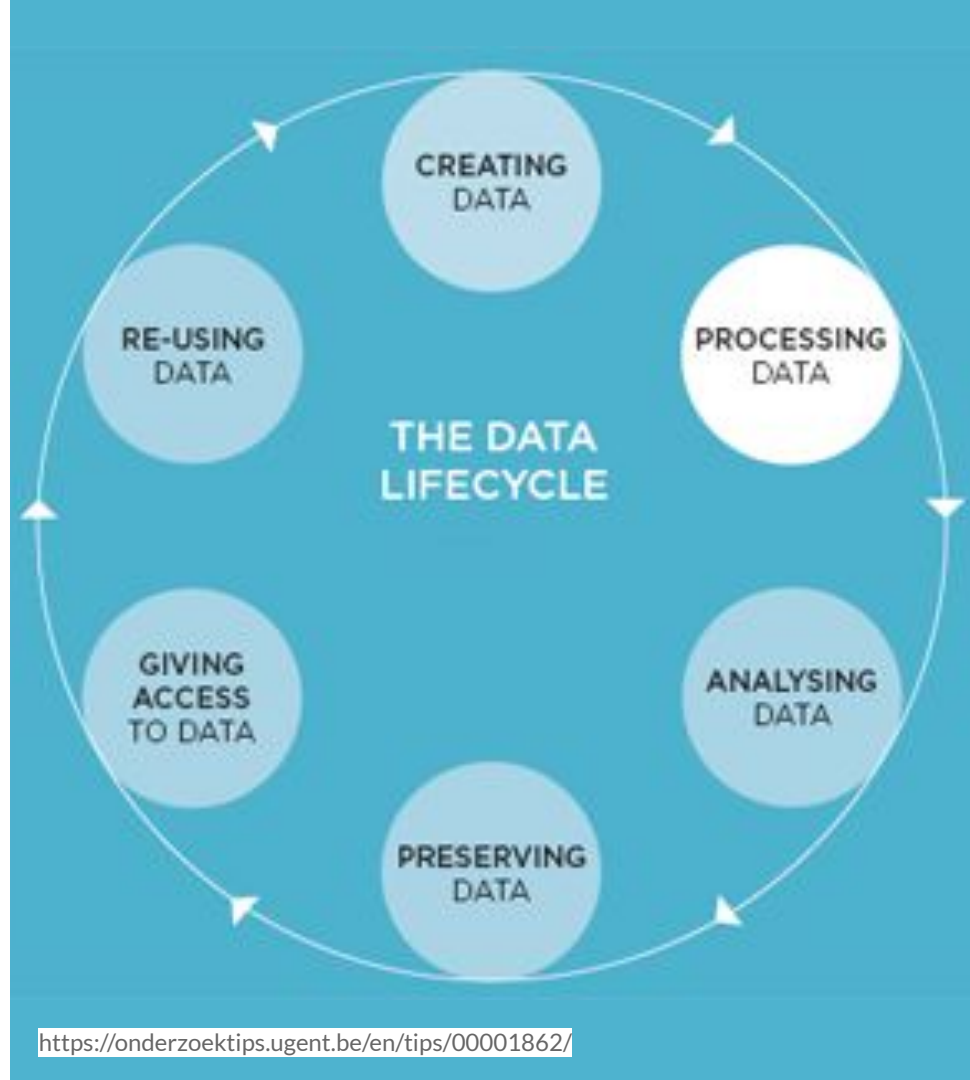 CREATING
DATA
PROCESSING
DATA
ANALYSING
DATA
PRESERVING
DATA
GIVING
ACCESS
TO DATA
RE-USING
DATA
THE DATA
LIFECYCLE
https://onderzoektips.ugent.be/en/tips/00001862/